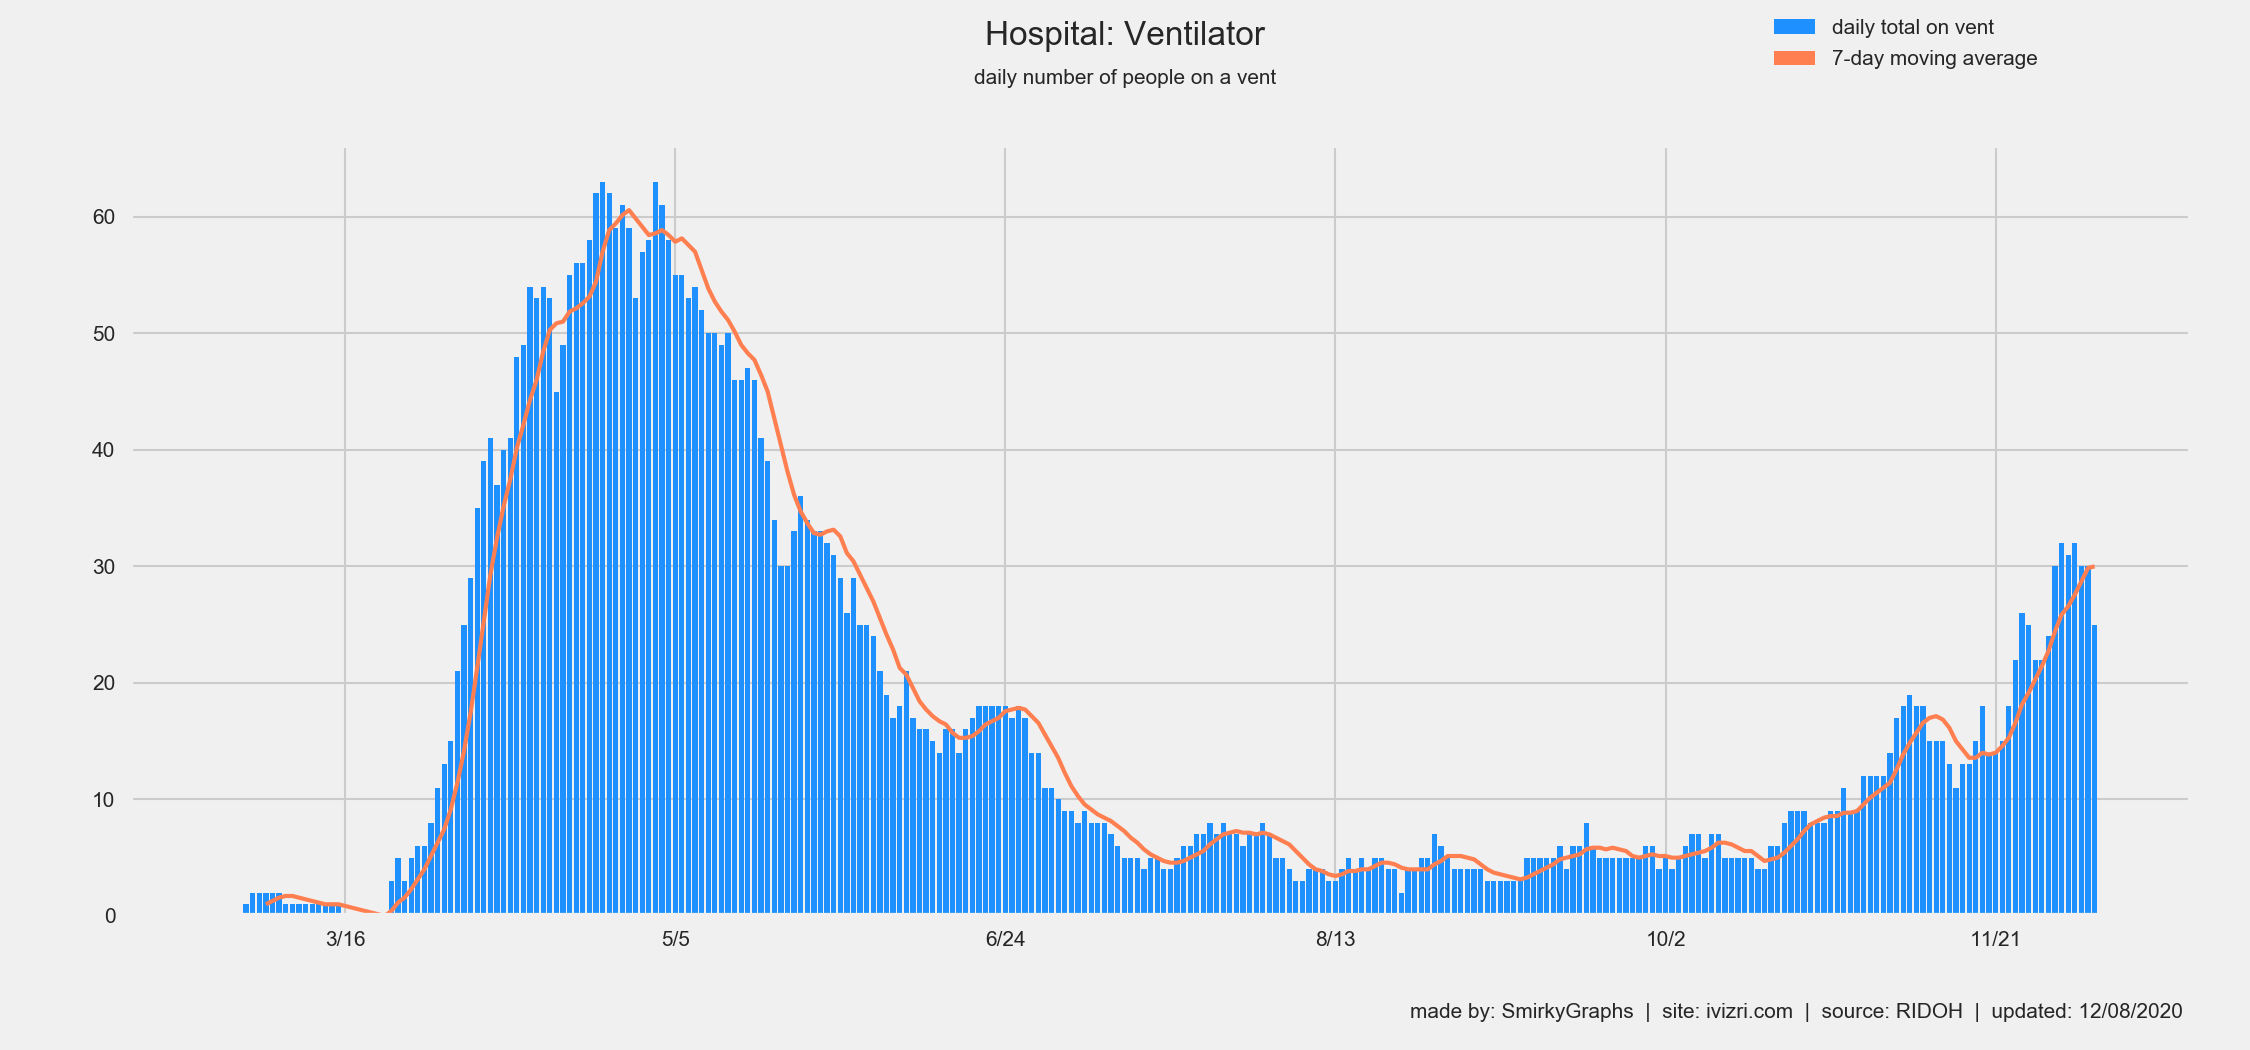 Hospital: Ventilator
daily number of people on a vent
daily total on vent
7-day moving average
60
50
40
30
20
10
0
3/16 5/5 6/24 8/13 10/2 11/21
made by: SmirkyGraphs | site: ivizri.com | source: RIDOH | updated: 12/08/2020